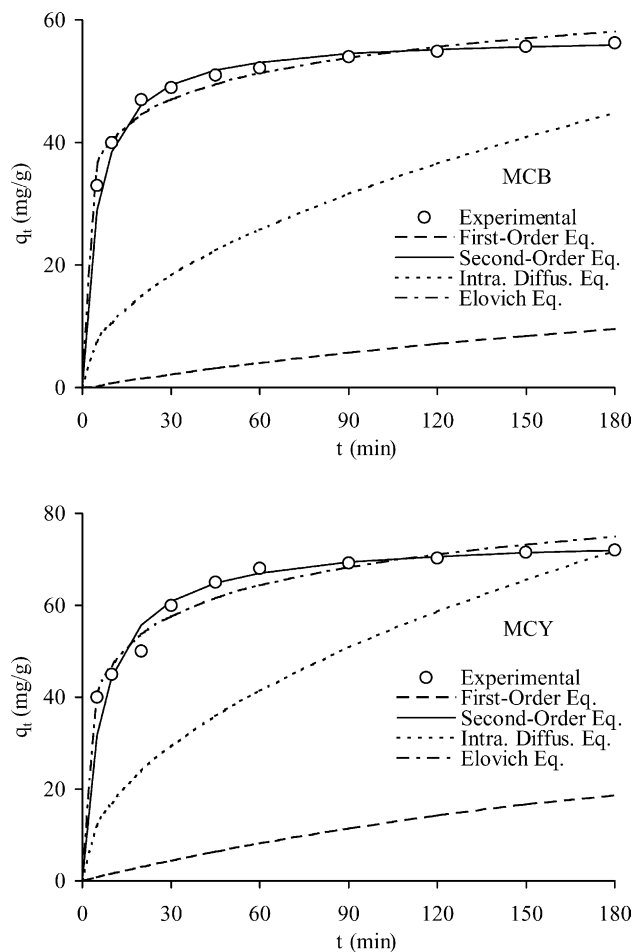 60
40
20
0
q_t (mg/g)
MCB
Experimental
First-Order Eq.
Second-Order Eq.
Intra. Diffus. Eq.
Elovich Eq.
0 30 60 90 120 150 180
t (min)
80
60
40
20
0
q_t (mg/g)
MCY
Experimental
First-Order Eq.
Second-Order Eq.
Intra. Diffus. Eq.
Elovich Eq.
0 30 60 90 120 150 180
t (min)